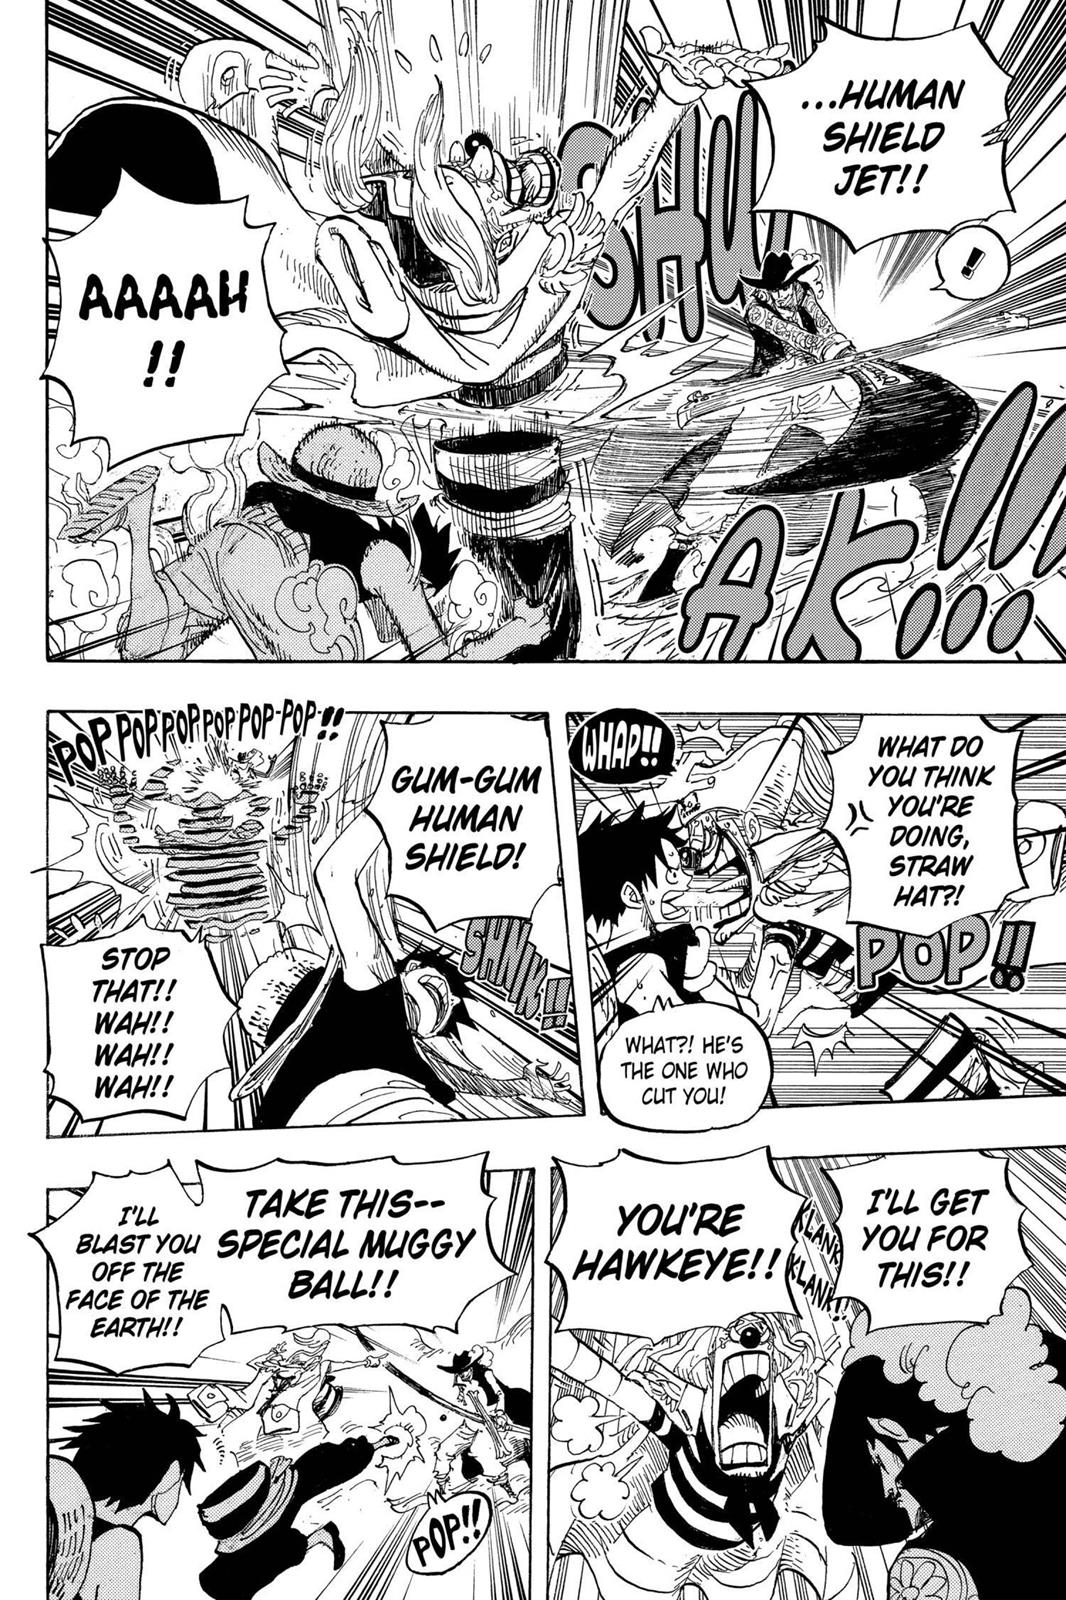 ...HUMAN
SHIELD
JET!!
!
SHU
AK!!!...
AAAAH
!!
WHAT DO
YOU THINK
YOU'RE
DOING,
STRAW
HAT?!
WHAP!!
POP!!
WHAT?! HE'S
THE ONE WHO
CUT YOU!
GUM-GUM
HUMAN
SHIELD!
POP POP POP POP POP-POP-!!
SHNIK!!
STOP
THAT!!
WAH!!
WAH!!
WAH!!
I'LL GET
YOU FOR
THIS!!
KLANK
KLANK!!
YOU'RE
HAWKEYE!!
TAKE THIS--
SPECIAL MUGGY
BALL!!
I'LL
BLAST YOU
OFF THE
FACE OF THE
EARTH!!
POP!!